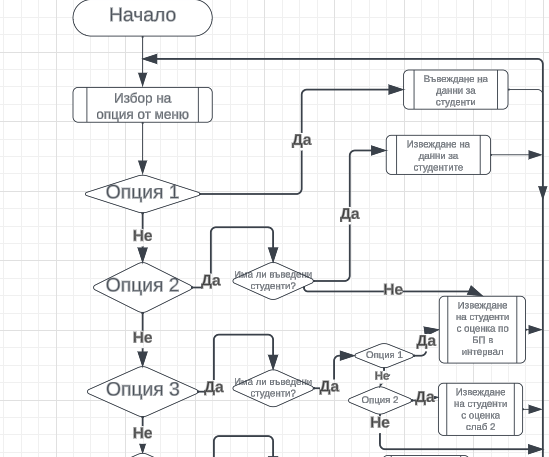 Начало
Избор на
опция от меню
Въвеждане на
данни за
студенти
Да
Извеждане на
данни за
студентите
Опция 1
Да
Не
Опция 2
Да
Има ли въведени
студенти?
Не
Извеждане
на студенти
с оценка по
БП в
интервал
Не
Опция 1
Да
Не
Опция 3
Да
Има ли въведени
студенти?
Да
Опция 2
Да
Извеждане
на студенти
с оценка
слаб 2
Не
Не